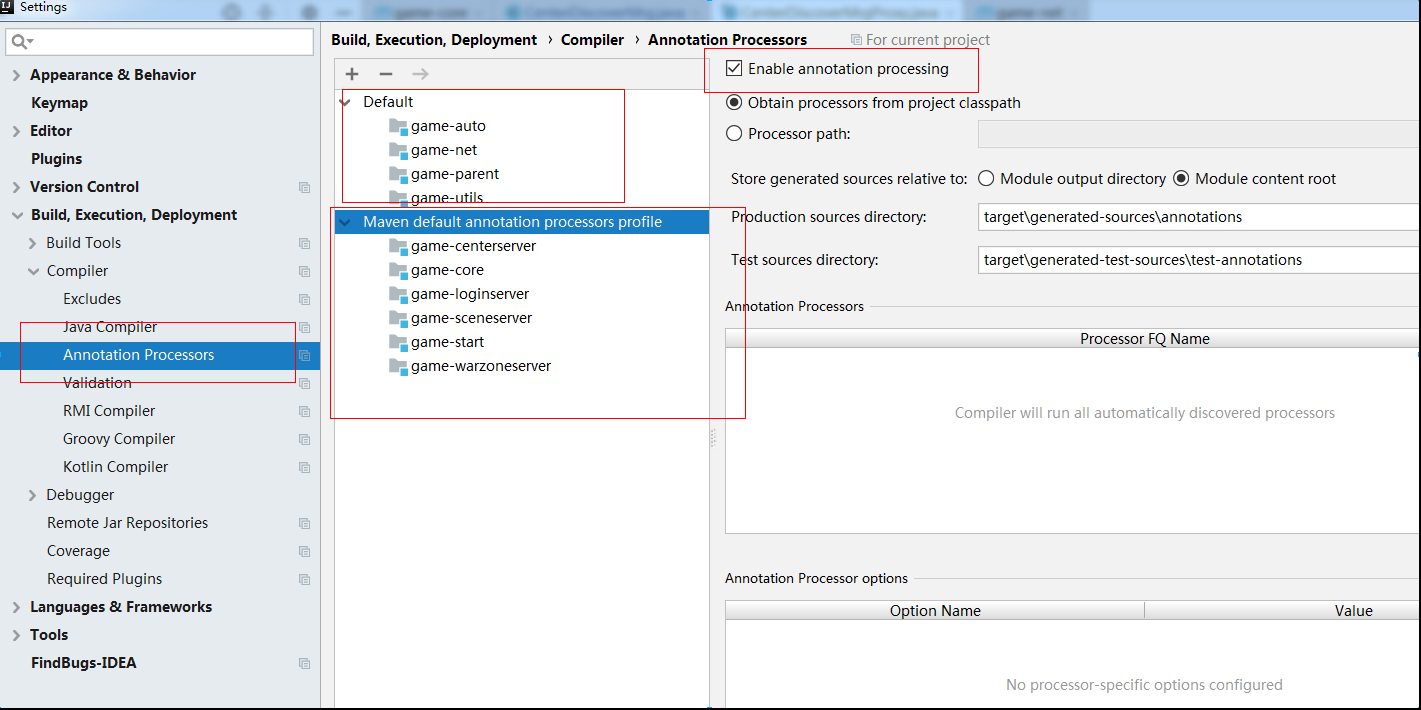 Settings
game-core
CenterDiscoverMsgProxy.java
game-net
Appearance & Behavior
Keymap
Editor
Plugins
Version Control
Build, Execution, Deployment
Build Tools
Compiler
Excludes
Java Compiler
Annotation Processors
Validation
RMI Compiler
Groovy Compiler
Kotlin Compiler
Debugger
Remote Jar Repositories
Coverage
Required Plugins
Languages & Frameworks
Tools
FindBugs-IDEA
Build, Execution, Deployment › Compiler › Annotation Processors For current project
Default
game-auto
game-net
game-parent
game-utils
Maven default annotation processors profile
game-centerserver
game-core
game-loginserver
game-sceneserver
game-start
game-warzoneserver
Enable annotation processing
Obtain processors from project classpath
Processor path:
Store generated sources relative to: Module output directory Module content root
Production sources directory: target\generated-sources\annotations
Test sources directory: target\generated-test-sources\test-annotations
Annotation Processors
Processor FQ Name
Compiler will run all automatically discovered processors
Annotation Processor options
Option Name Value
No processor-specific options configured